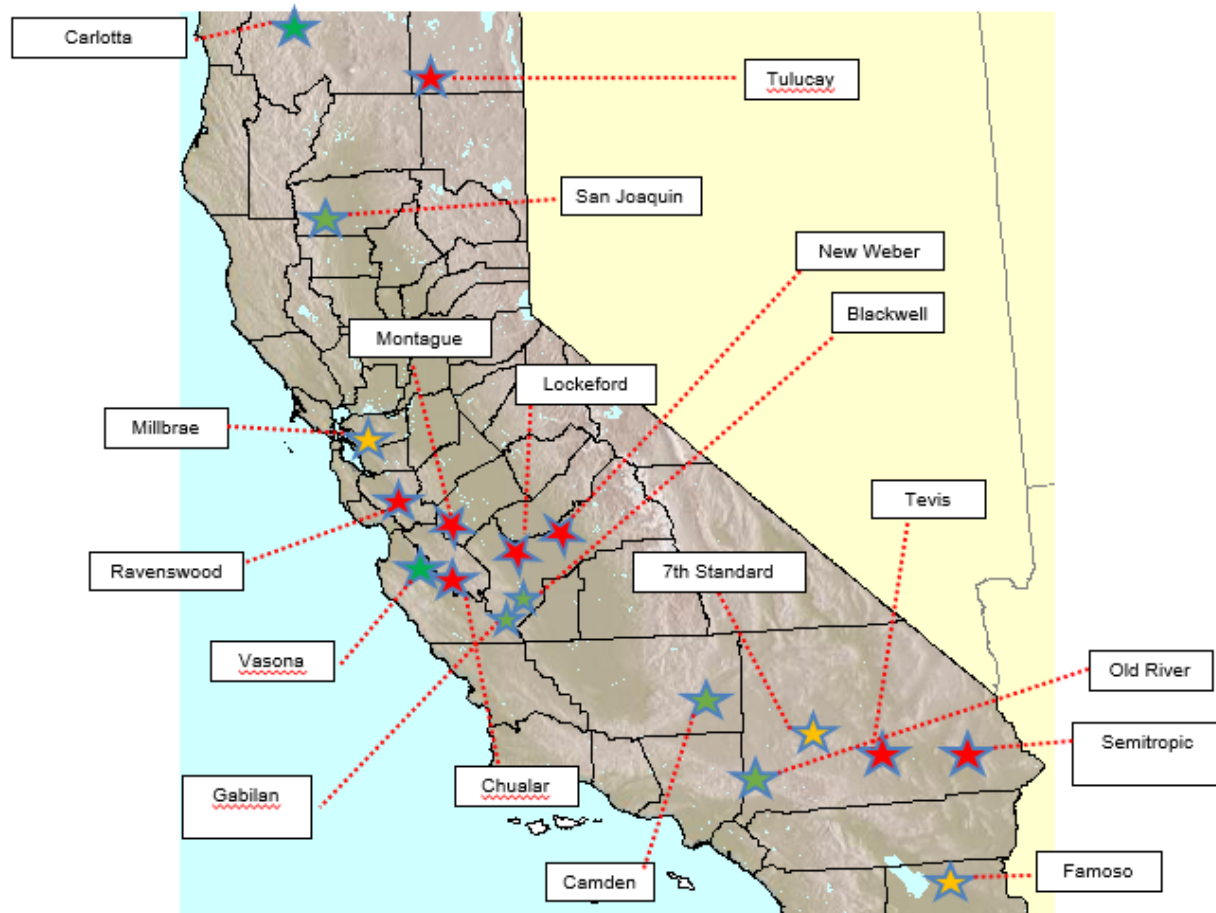 Carlotta
Tulucay
San Joaquin
New Weber
Blackwell
Montague
Lockeford
Millbrae
Tevis
Ravenswood
7th Standard
Vasona
Old River
Semitropic
Gabilan
Chualar
Camden
Famoso